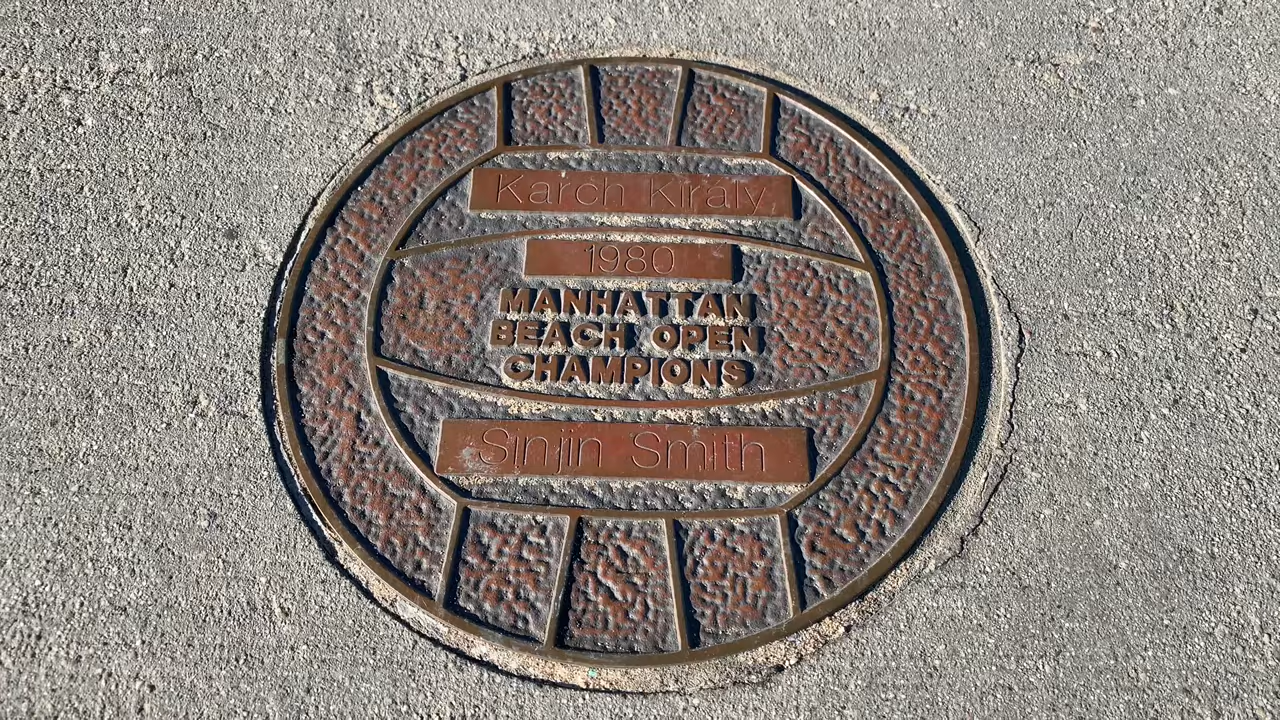 Karch Kiraly
1980
MANHATTAN
BEACH OPEN
CHAMPIONS
Sinjin Smith